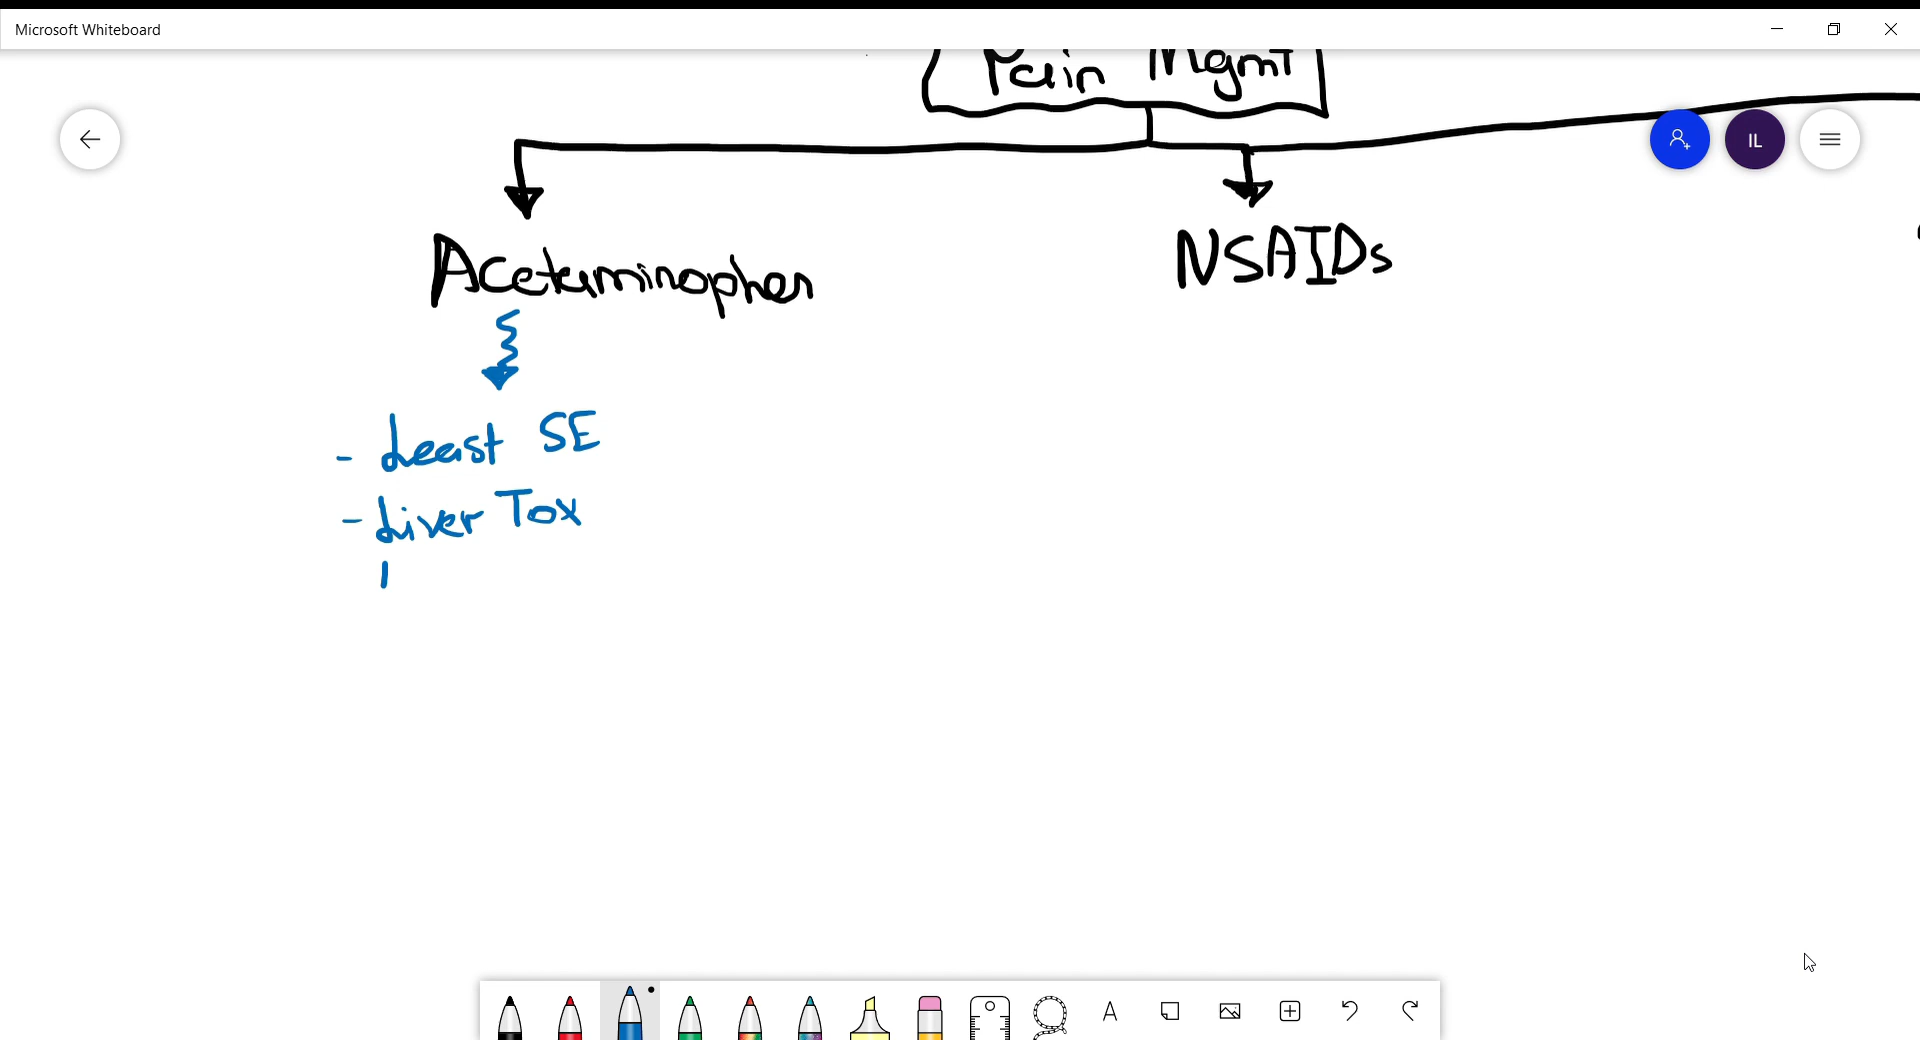 Microsoft Whiteboard
Pain Mgmt
IL
Acetaminophen
NSAIDs
- Least SE
- Liver Tox
A